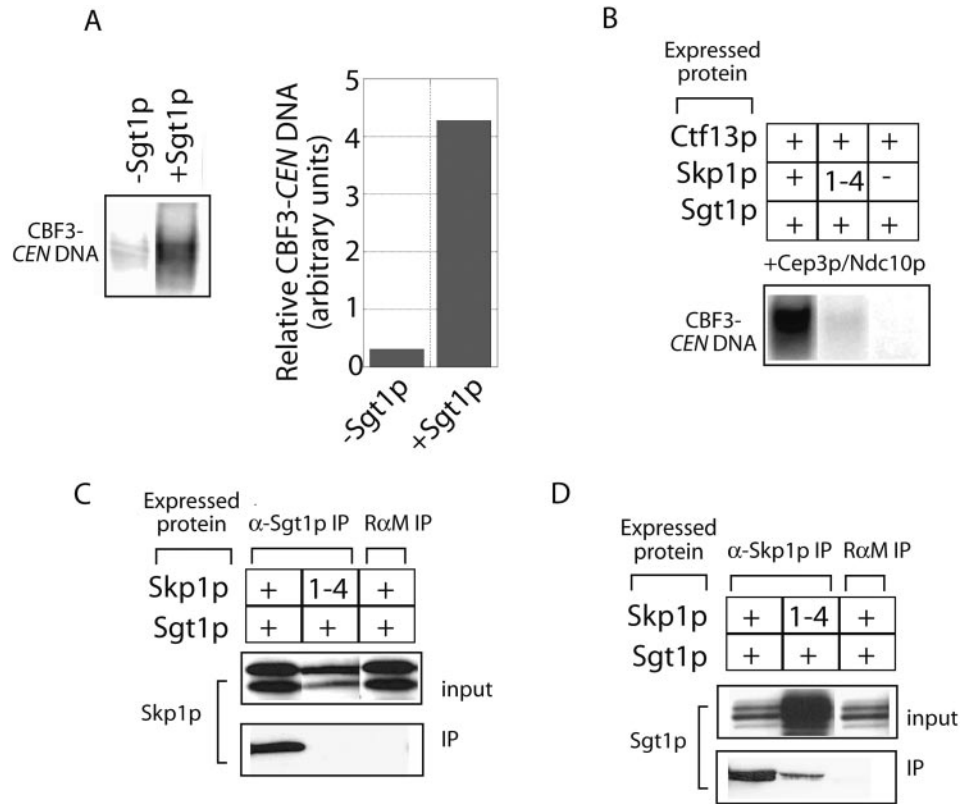 A
-Sgt1p
+Sgt1p
CBF3-
CEN DNA
Relative CBF3-CEN DNA
(arbitrary units)
5
4
3
2
1
0
-Sgt1p
+Sgt1p
B
Expressed
protein
Ctf13p + + +
Skp1p + 1-4 -
Sgt1p + + +
+Cep3p/Ndc10p
CBF3-
CEN DNA
C
Expressed
protein
α-Sgt1p IP
RαM IP
Skp1p + 1-4 +
Sgt1p + + +
Skp1p
input
IP
D
Expressed
protein
α-Skp1p IP
RαM IP
Skp1p + 1-4 +
Sgt1p + + +
Sgt1p
input
IP